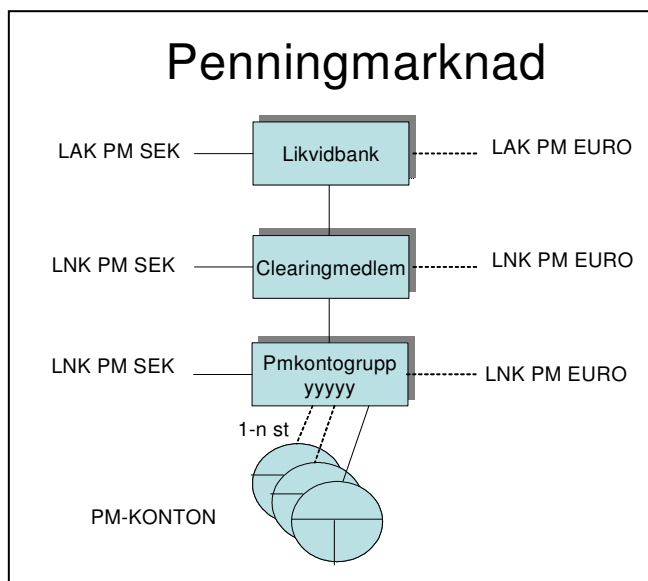 Penningmarknad
LAK PM SEK
Likvidbank
LAK PM EURO
LNK PM SEK
Clearingmedlem
LNK PM EURO
LNK PM SEK
Pmkontogrupp
yyyyy
LNK PM EURO
1-n st
PM-KONTON